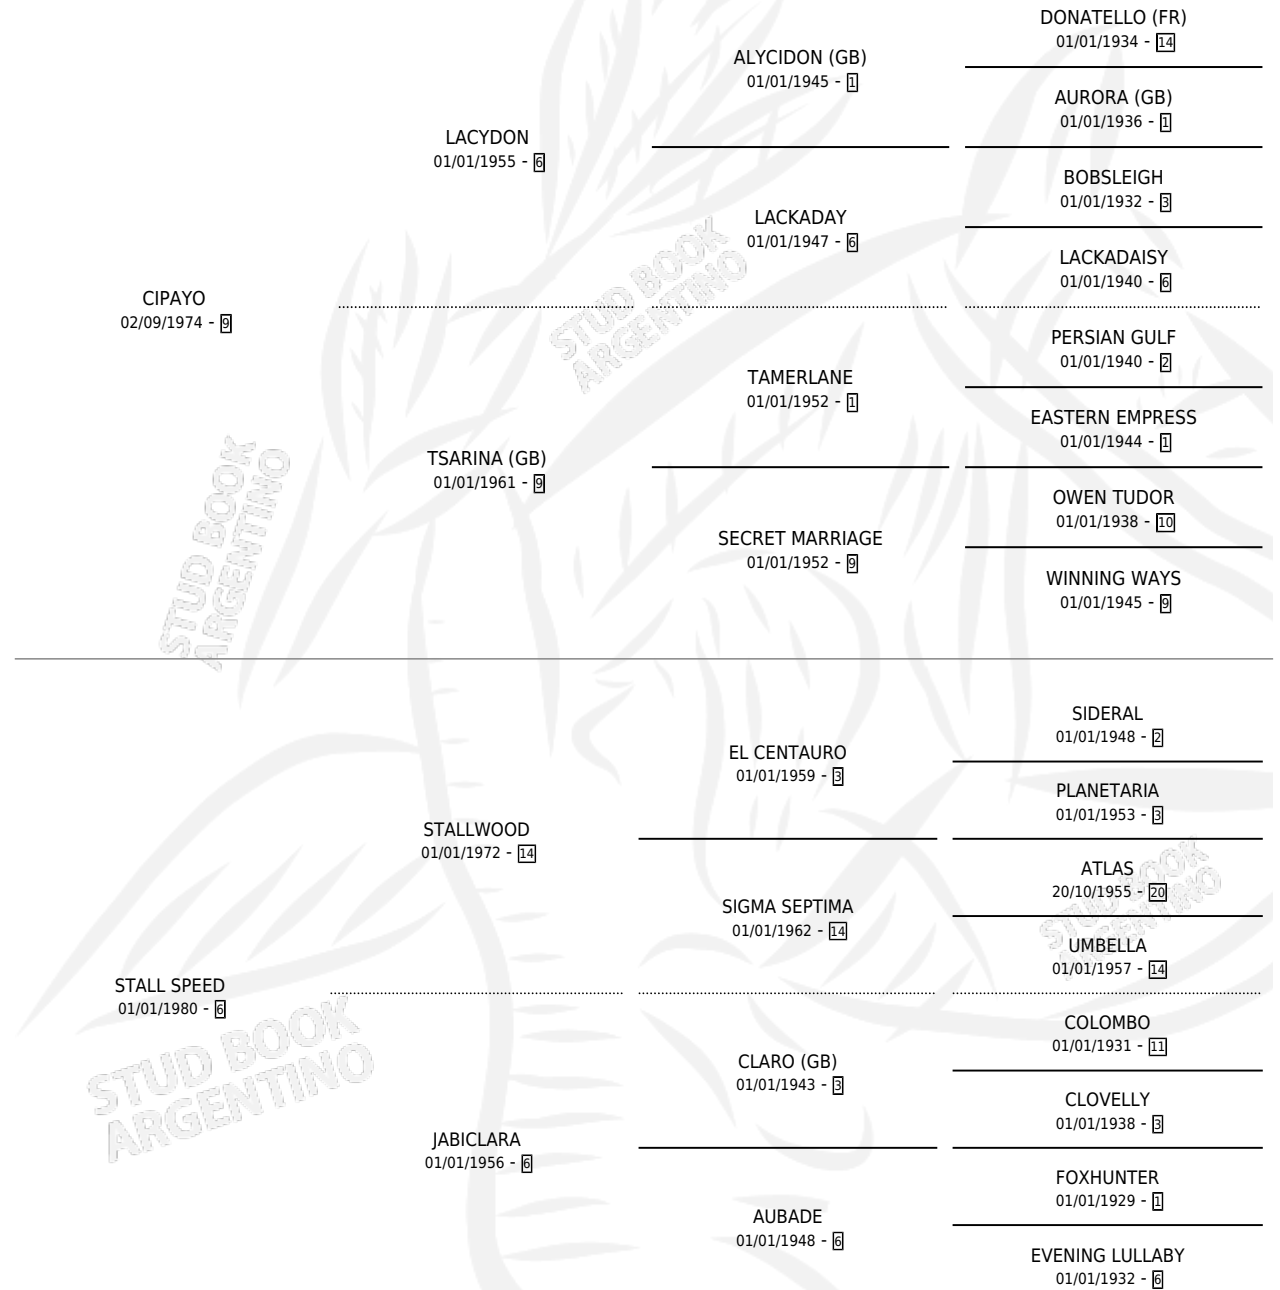 DONATELLO (FR)
01/01/1934 - 14
ALYCIDON (GB)
01/01/1945 - 1
AURORA (GB)
01/01/1936 - 1
LACYDON
01/01/1955 - 6
BOBSLEIGH
01/01/1932 - 3
LACKADAY
01/01/1947 - 6
LACKADAISY
01/01/1940 - 6
CIPAYO
02/09/1974 - 9
PERSIAN GULF
01/01/1940 - 2
TAMERLANE
01/01/1952 - 1
EASTERN EMPRESS
01/01/1944 - 1
TSARINA (GB)
01/01/1961 - 9
OWEN TUDOR
01/01/1938 - 10
SECRET MARRIAGE
01/01/1952 - 9
WINNING WAYS
01/01/1945 - 9
STUD BOOK
ARGENTINO
STUD BOOK
ARGENTINO
SIDERAL
01/01/1948 - 2
EL CENTAURO
01/01/1959 - 3
PLANETARIA
01/01/1953 - 3
STALLWOOD
01/01/1972 - 14
ATLAS
20/10/1955 - 20
SIGMA SEPTIMA
01/01/1962 - 14
UMBELLA
01/01/1957 - 14
STALL SPEED
01/01/1980 - 6
COLOMBO
01/01/1931 - 11
CLARO (GB)
01/01/1943 - 3
CLOVELLY
01/01/1938 - 3
JABICLARA
01/01/1956 - 6
FOXHUNTER
01/01/1929 - 1
AUBADE
01/01/1948 - 6
EVENING LULLABY
01/01/1932 - 6
STUD BOOK
ARGENTINO
STUD BOOK
ARGENTINO